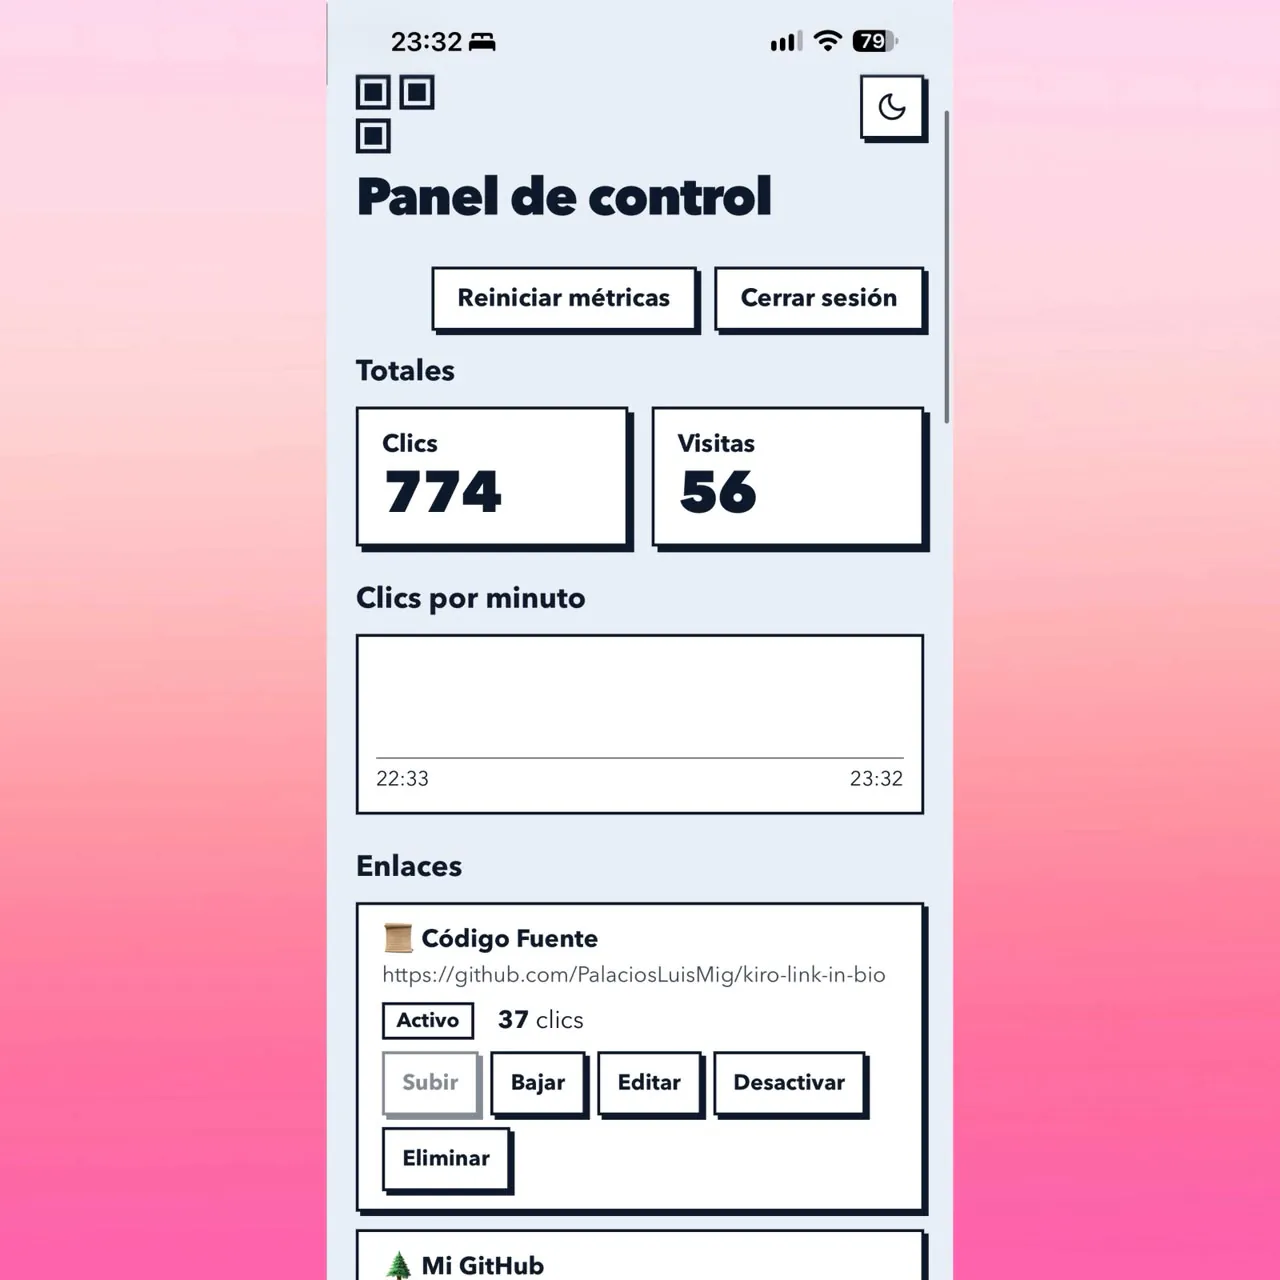 23:32
79
Panel de control
Reiniciar métricas
Cerrar sesión
Totales
Clics
774
Visitas
56
Clics por minuto
22:33
23:32
Enlaces
Código Fuente
https://github.com/PalaciosLuisMig/kiro-link-in-bio
Activo
37 clics
Subir
Bajar
Editar
Desactivar
Eliminar
Mi GitHub